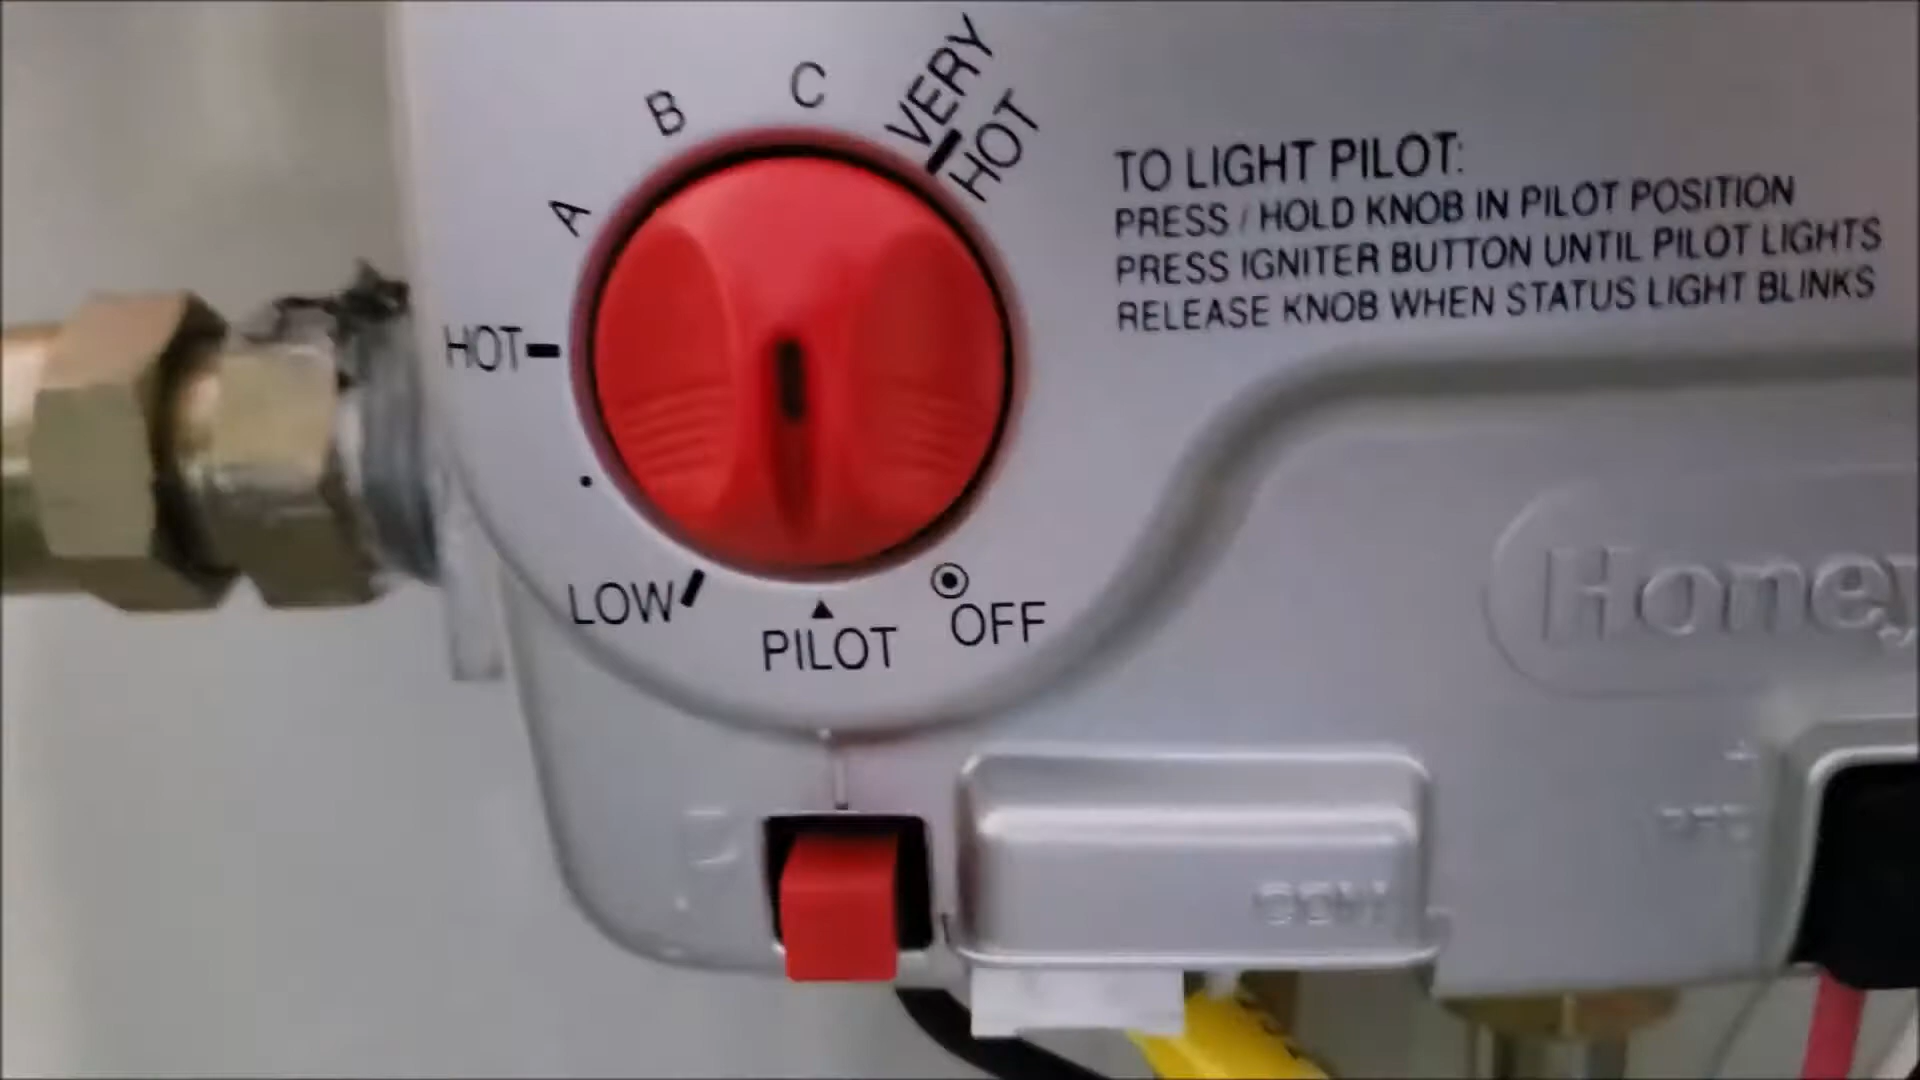 VERY
HOT
C
B
A
HOT
LOW
PILOT
OFF
TO LIGHT PILOT:
PRESS / HOLD KNOB IN PILOT POSITION
PRESS IGNITER BUTTON UNTIL PILOT LIGHTS
RELEASE KNOB WHEN STATUS LIGHT BLINKS
Honey